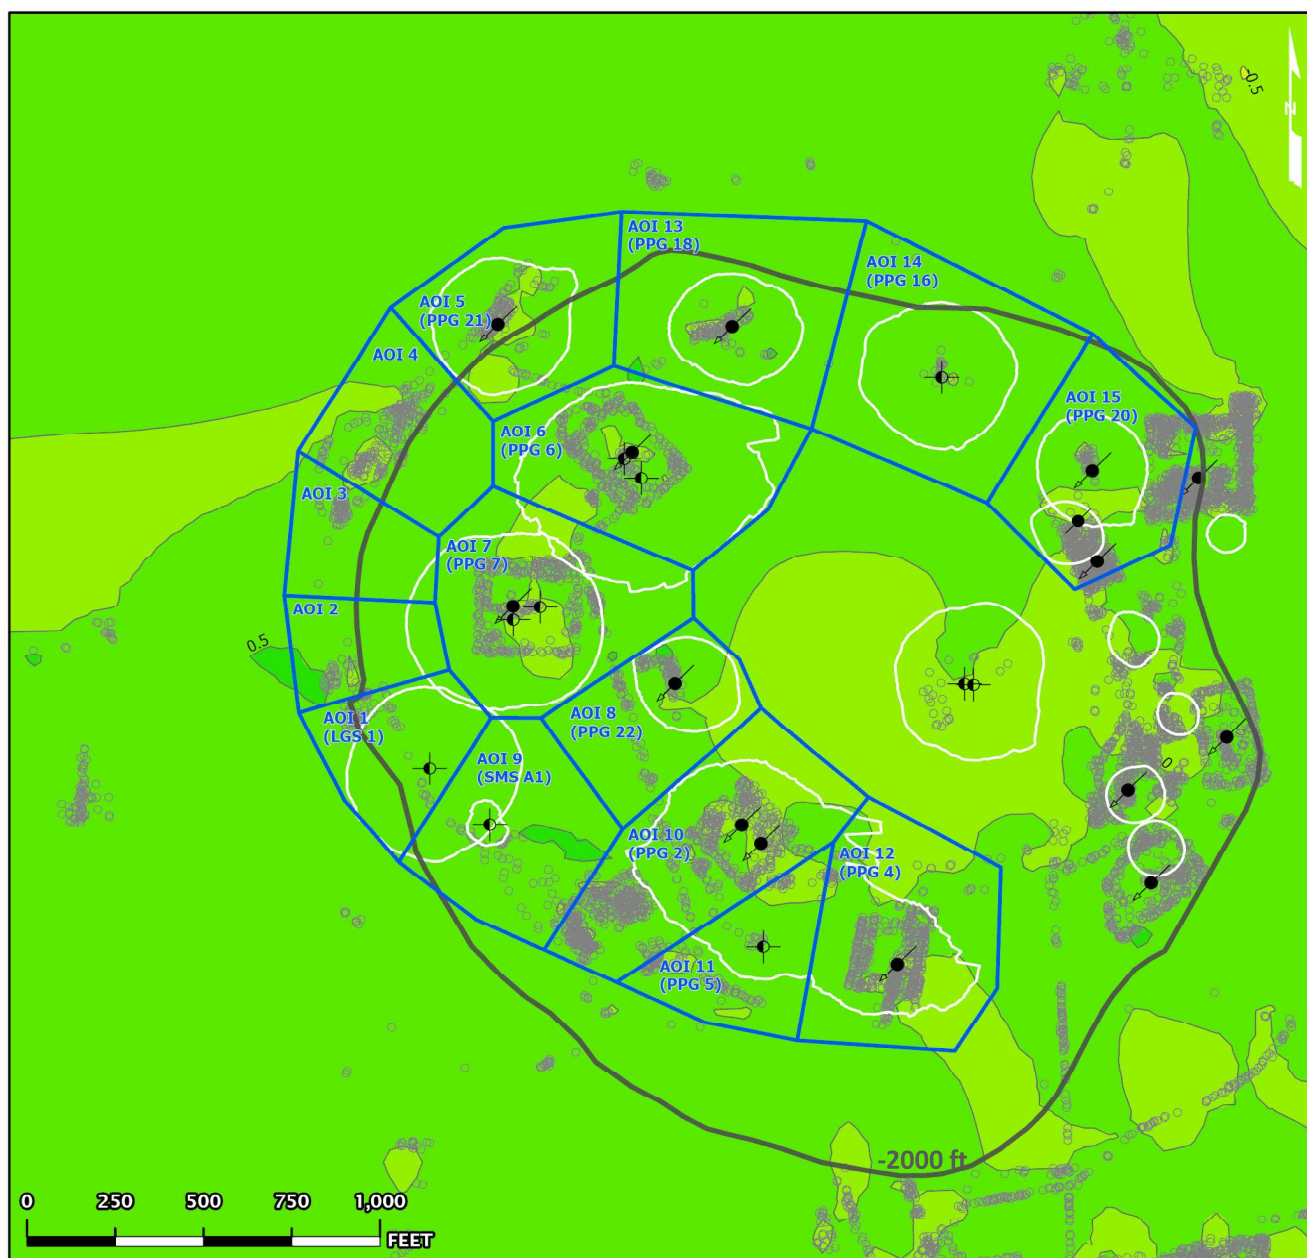 -0.5
N
AOI 13
(PPG 18)
AOI 14
(PPG 16)
AOI 5
(PPG 21)
AOI 4
AOI 15
(PPG 20)
AOI 6
(PPG 6)
AOI 3
AOI 7
(PPG 7)
AOI 2
0.5
AOI 1
(LGS 1)
AOI 8
(PPG 22)
AOI 9
(SMS A1)
0
AOI 10
(PPG 2)
AOI 12
(PPG 4)
AOI 11
(PPG 5)
-2000 ft
0 250 500 750 1,000
FEET